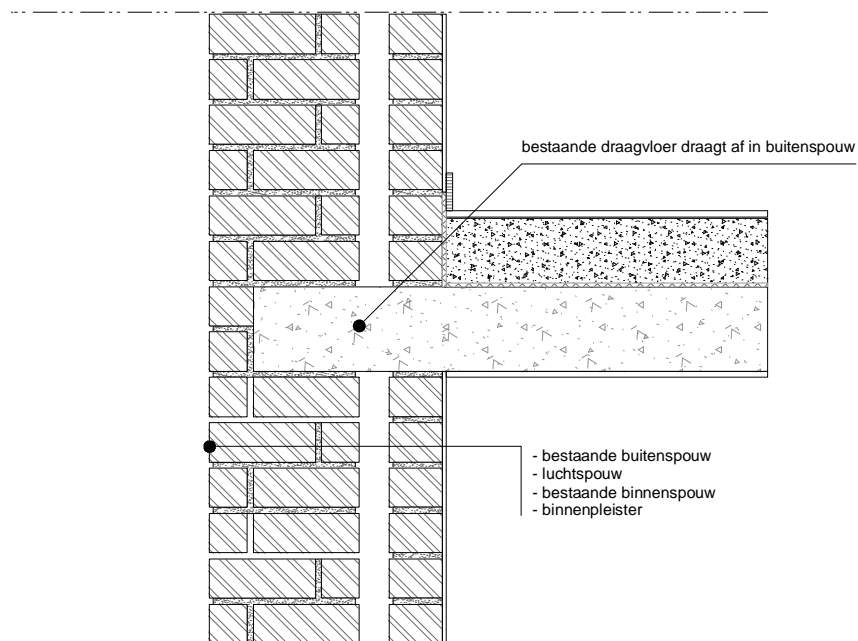 bestaande draagvloer draagt af in buitenspouw
- bestaande buitenspouw
- luchtspouw
- bestaande binnenspouw
- binnenpleister